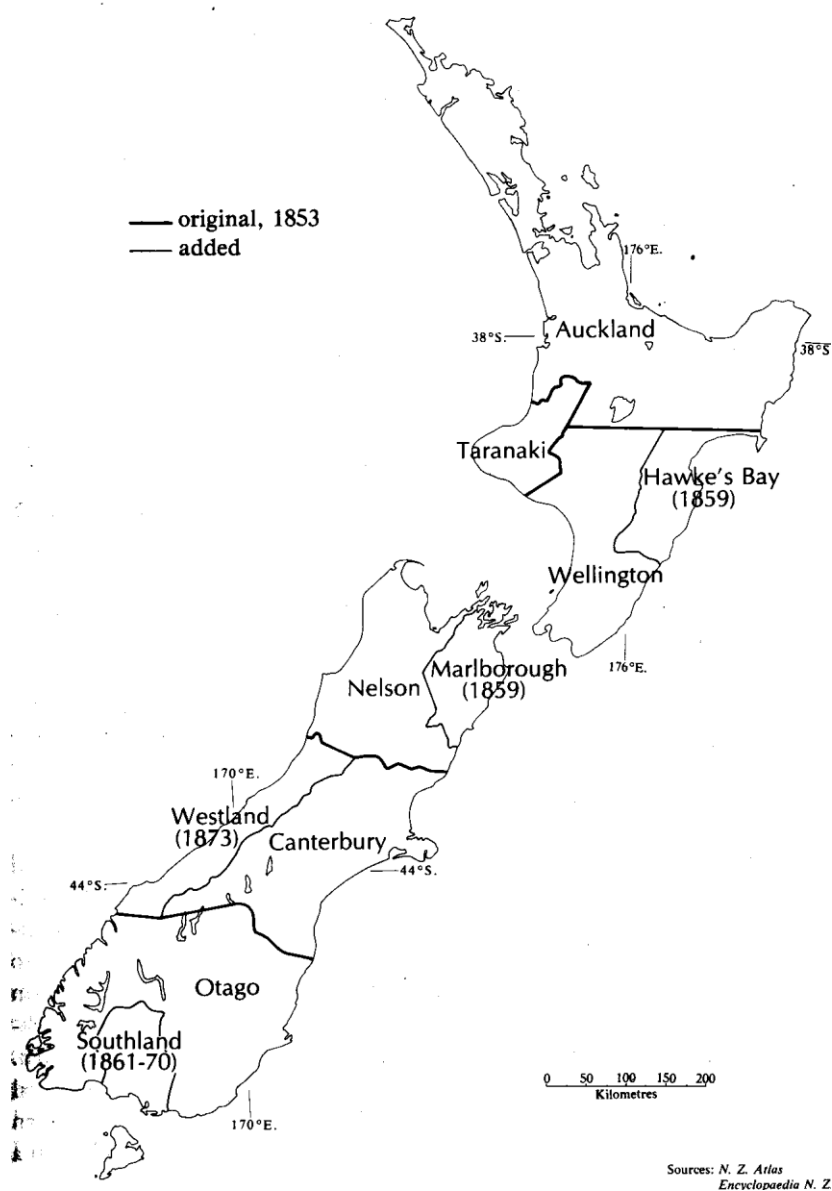 original, 1853
added
176°E.
38°S.
Auckland
38°S
Taranaki
Hawke's Bay
(1859)
Wellington
176°E.
Marlborough
(1859)
Nelson
170°E.
Westland
(1873)
Canterbury
44°S.
44°S.
Otago
Southland
(1861-70)
170°E.
0 50 100 150 200
Kilometres
Sources: N. Z. Atlas
Encyclopaedia N. Z.